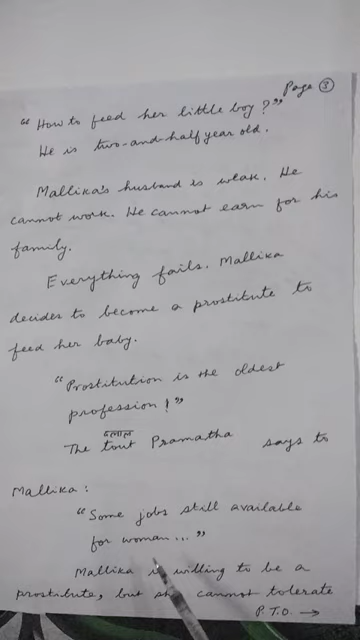 Page ③
"How to feed her little boy?"
He is two-and-half year old.
Mallika's husband is weak. He
cannot work. He cannot earn for his
family.
Everything fails. Mallika
decides to become a prostitute to
feed her baby.
"Prostitution is the oldest
profession!"
The tout Pramatha says to
Mallika:
"Some jobs still available
for woman..."
Mallika is willing to be a
prostitute, but she cannot tolerate
P.T.O. →